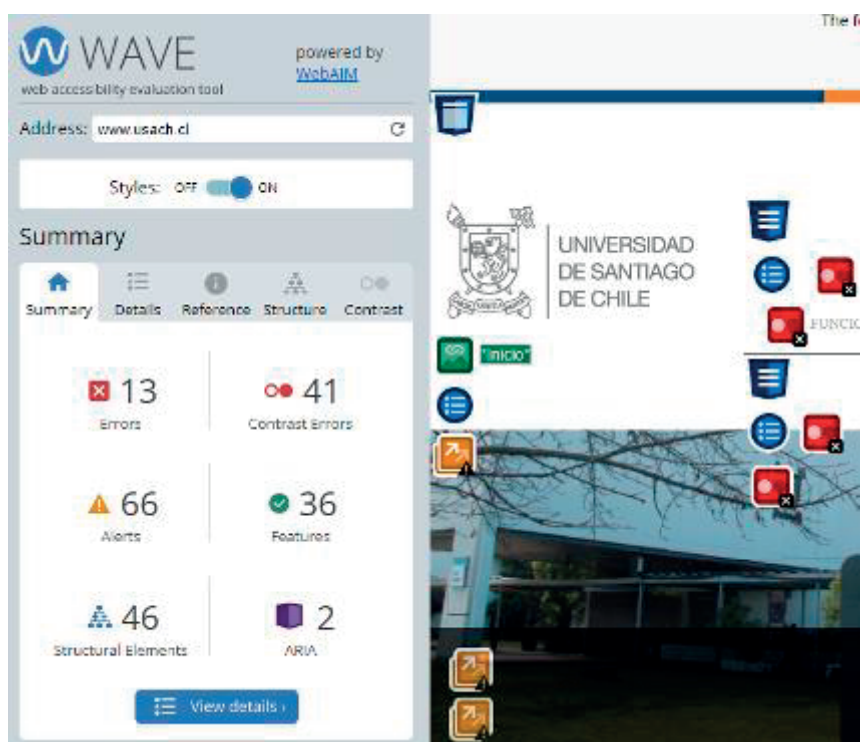 WAVE
web accessibility evaluation tool
powered by
WebAIM
Address: www.usach.cl
Styles: OFF ON
Summary
Summary Details Reference Structure Contrast
13
Errors
41
Contrast Errors
66
Alerts
36
Features
46
Structural Elements
2
ARIA
View details ›
The
UNIVERSIDAD
DE SANTIAGO
DE CHILE
"Inicio"